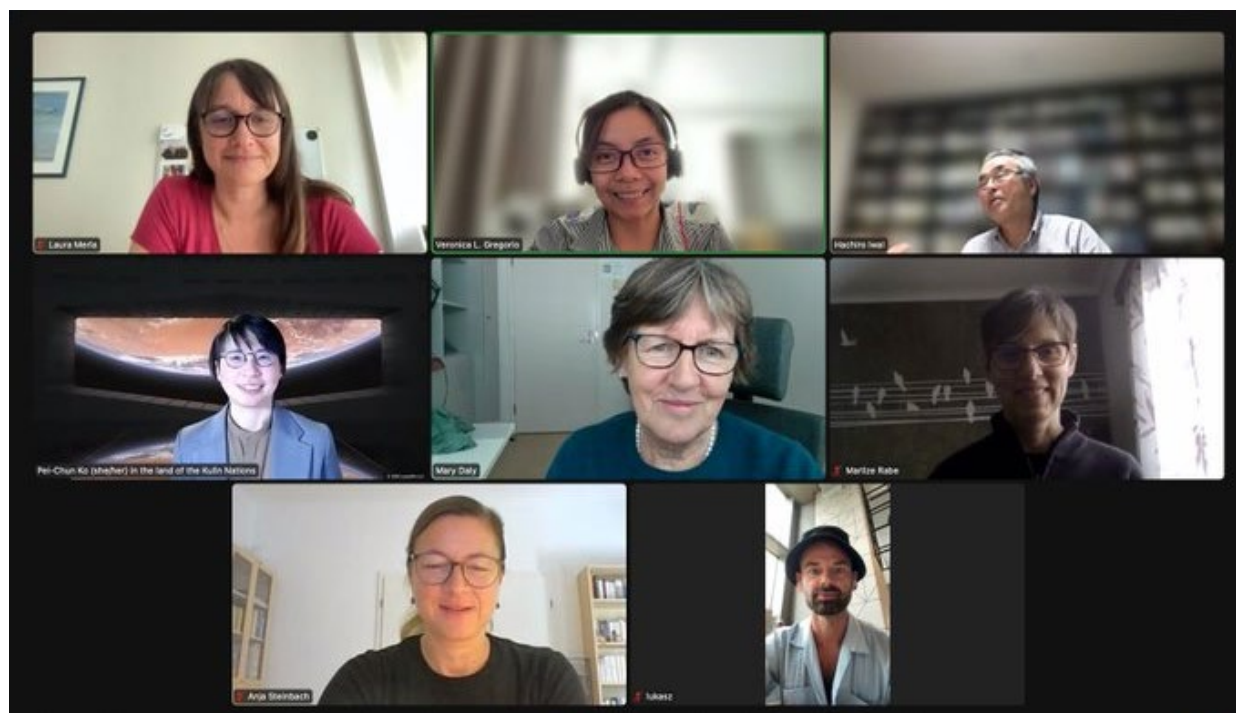 Laura Merla
Veronica L. Gregorio
Hachiro Iwai
Pei-Chun Ko (she/her) in the land of the Kulin Nations
Mary Daly
Marlize Rabe
Anja Steinbach
lukasz